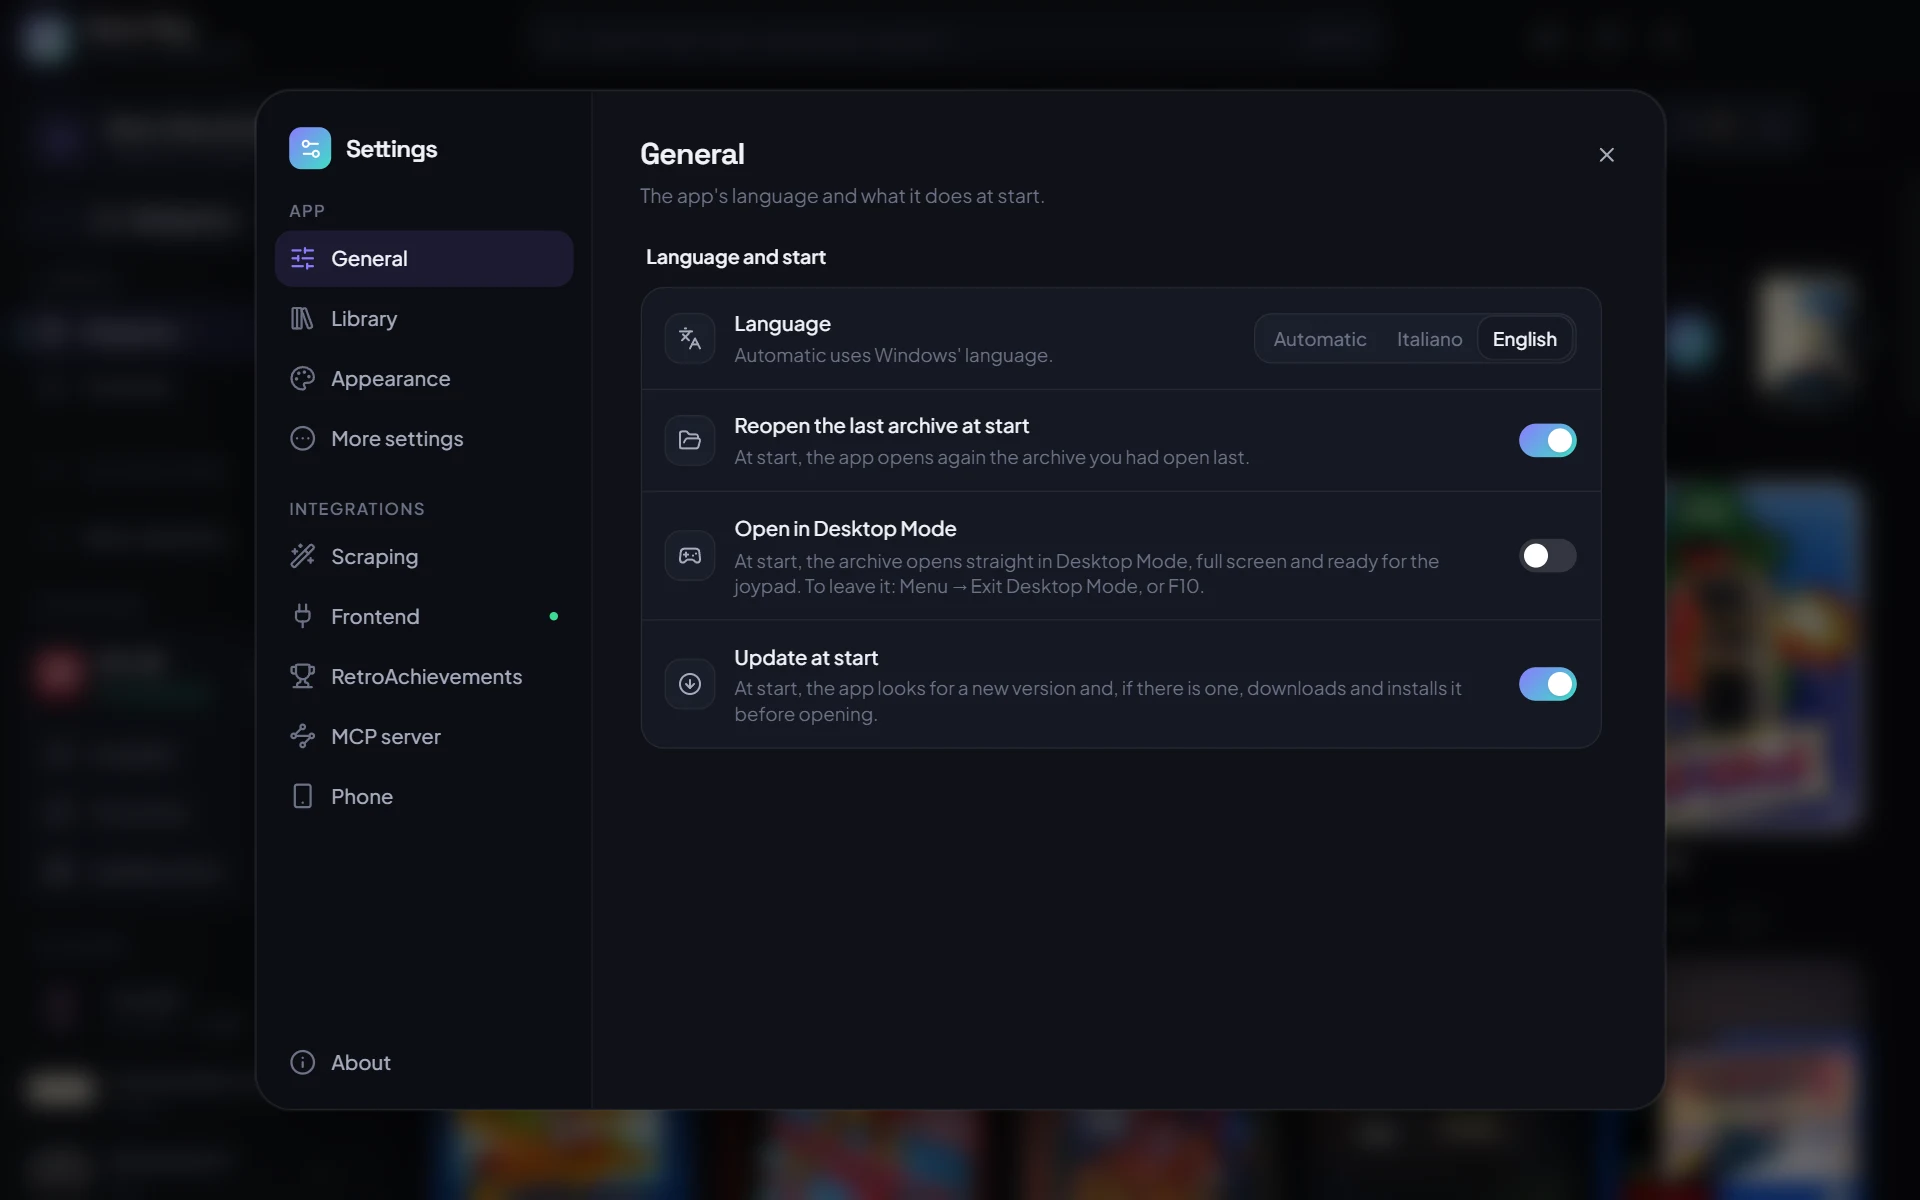 Settings
APP
General
Library
Appearance
More settings
INTEGRATIONS
Scraping
Frontend
RetroAchievements
MCP server
Phone
About
General
The app's language and what it does at start.
Language and start
Language
Automatic uses Windows' language.
Automatic Italiano English
Reopen the last archive at start
At start, the app opens again the archive you had open last.
Open in Desktop Mode
At start, the archive opens straight in Desktop Mode, full screen and ready for the
joypad. To leave it: Menu → Exit Desktop Mode, or F10.
Update at start
At start, the app looks for a new version and, if there is one, downloads and installs it
before opening.